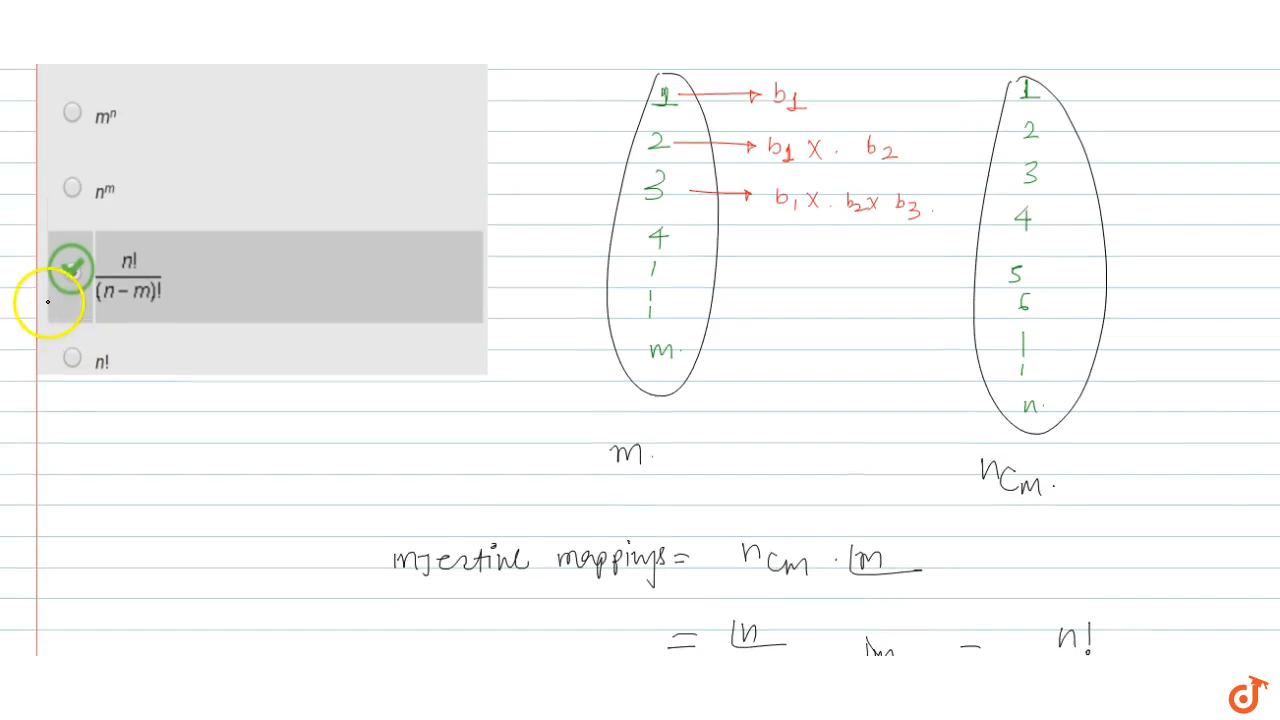 mⁿ
nᵐ
n!
(n – m)!
n!
1 → b1
2 → b1 X . b2
3 → b1 X . b2 X b3 .
4
m.
1
2
3
4
5
6
n.
m.
nCm.
Injective mappings = nCm . |m
= |n |m = n!